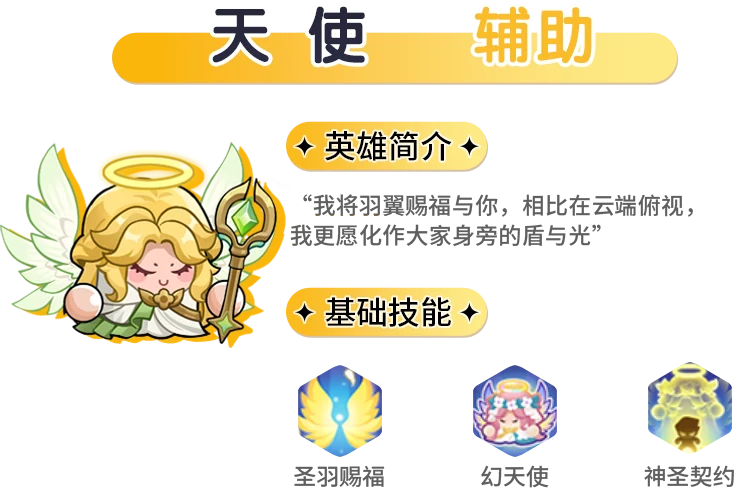 天使 辅助
英雄简介
“我将羽翼赐福与你，相比在云端俯视，
我更愿化作大家身旁的盾与光”
基础技能
圣羽赐福 幻天使 神圣契约